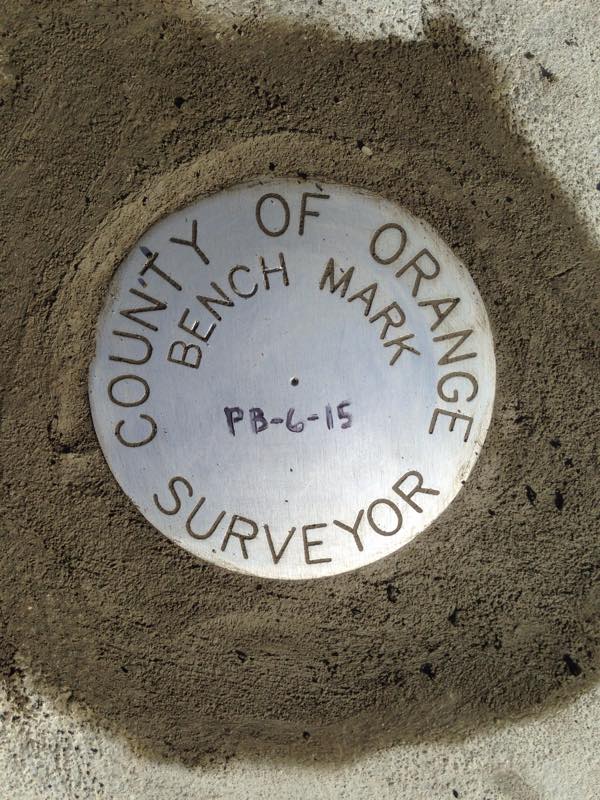 COUNTY OF ORANGE
BENCH MARK
PB-6-15
SURVEYOR